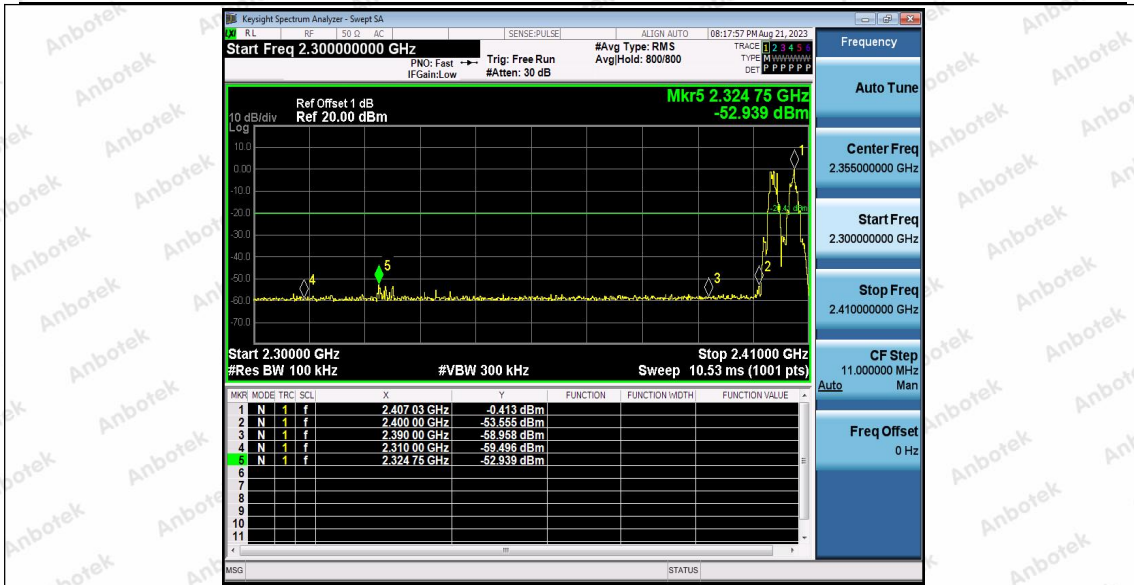 Keysight Spectrum Analyzer - Swept SA
LXI RL RF 50 Ω AC SENSE:PULSE ALIGN AUTO 08:17:57 PM Aug 21, 2023
Start Freq 2.300000000 GHz
PNO: Fast
IFGain:Low
Trig: Free Run
#Atten: 30 dB
#Avg Type: RMS
Avg|Hold: 800/800
TRACE 1 2 3 4 5 6
TYPE M W W W W W
DET P P P P P P
Mkr5 2.324 75 GHz
-52.939 dBm
Ref Offset 1 dB
10 dB/div Ref 20.00 dBm
Log
10.0
0.00
-10.0
-20.0
-30.0
-40.0
-50.0
-60.0
-70.0
1
2
3
4
5
Start 2.30000 GHz Stop 2.41000 GHz
#Res BW 100 kHz #VBW 300 kHz Sweep 10.53 ms (1001 pts)
MKR MODE TRC SCL X Y FUNCTION FUNCTION WIDTH FUNCTION VALUE
1 N 1 f 2.407 03 GHz -0.413 dBm
2 N 1 f 2.400 00 GHz -53.555 dBm
3 N 1 f 2.390 00 GHz -58.958 dBm
4 N 1 f 2.310 00 GHz -59.496 dBm
5 N 1 f 2.324 75 GHz -52.939 dBm
6
7
8
9
10
11
MSG STATUS
Frequency
Auto Tune
Center Freq
2.355000000 GHz
Start Freq
2.300000000 GHz
Stop Freq
2.410000000 GHz
CF Step
11.000000 MHz
Auto Man
Freq Offset
0 Hz
Anbotek